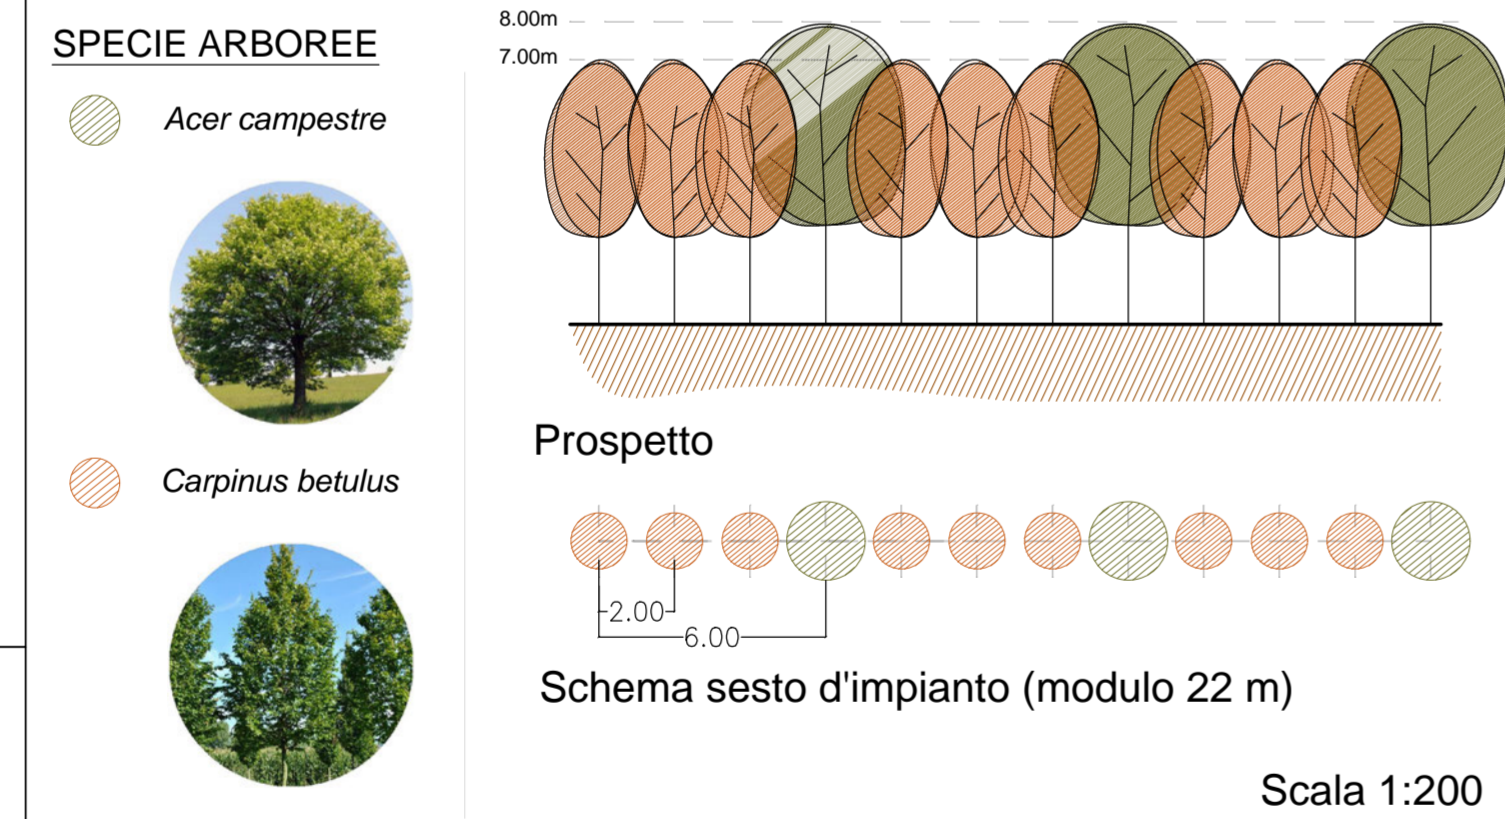 SPECIE ARBOREE
Acer campestre
Carpinus betulus
8.00m
7.00m
Prospetto
2.00
6.00
Schema sesto d'impianto (modulo 22 m)
Scala 1:200